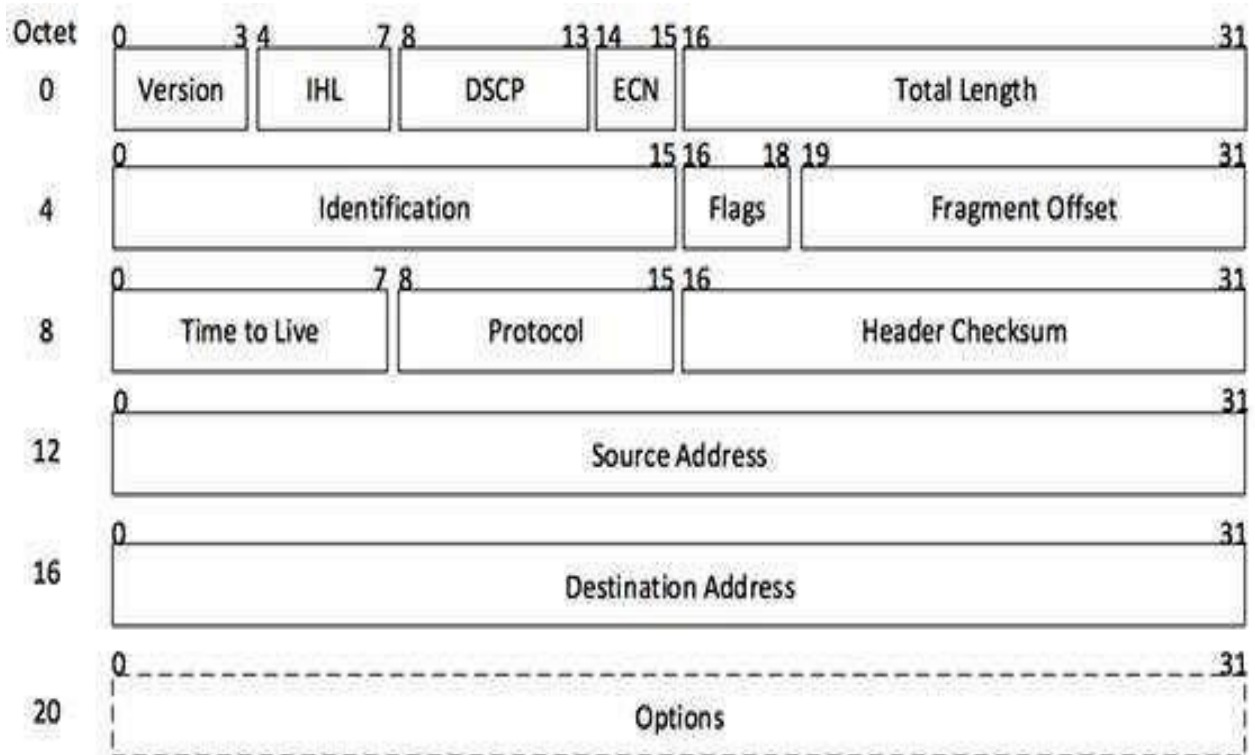 Octet 0 3 4 7 8 13 14 15 16 31
0 Version IHL DSCP ECN Total Length
0 15 16 18 19 31
4 Identification Flags Fragment Offset
0 7 8 15 16 31
8 Time to Live Protocol Header Checksum
0 31
12 Source Address
0 31
16 Destination Address
0 31
20 Options